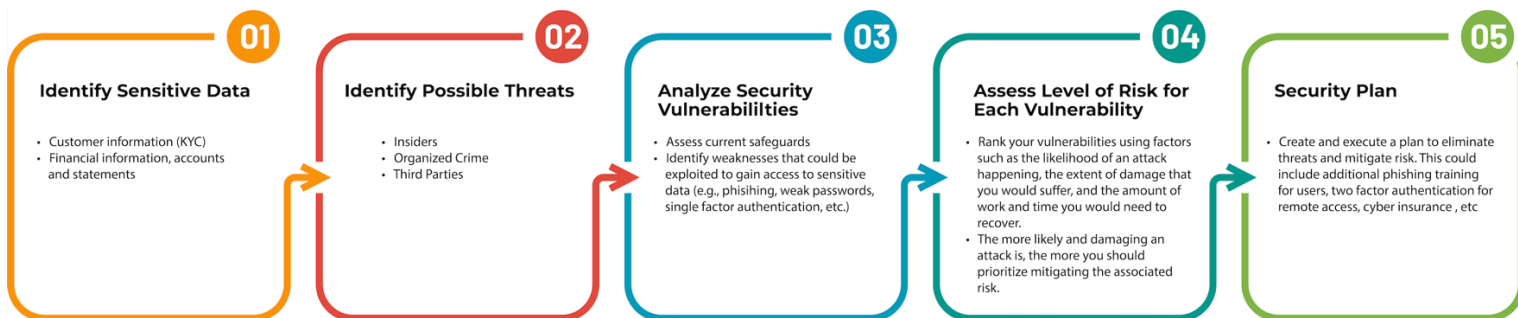 01
Identify Sensitive Data
• Customer information (KYC)
• Financial information, accounts
and statements
02
Identify Possible Threats
• Insiders
• Organized Crime
• Third Parties
03
Analyze Security
Vulnerabililties
• Assess current safeguards
• Identify weaknesses that could be
exploited to gain access to sensitive
data (e.g., phisihing, weak passwords,
single factor authentication, etc.)
04
Assess Level of Risk for
Each Vulnerability
• Rank your vulnerabilities using factors
such as the likelihood of an attack
happening, the extent of damage that
you would suffer, and the amount of
work and time you would need to
recover.
• The more likely and damaging an
attack is, the more you should
prioritize mitigating the associated
risk.
05
Security Plan
• Create and execute a plan to eliminate
threats and mitigate risk. This could
include additional phishing training
for users, two factor authentication for
remote access, cyber insurance , etc